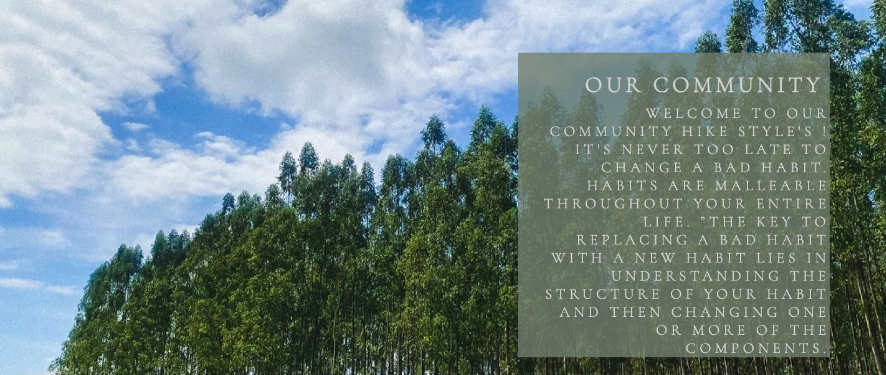 OUR COMMUNITY
WELCOME TO OUR
COMMUNITY HIKE STYLE'S !
IT'S NEVER TOO LATE TO
CHANGE A BAD HABIT.
HABITS ARE MALLEABLE
THROUGHOUT YOUR ENTIRE
LIFE. "THE KEY TO
REPLACING A BAD HABIT
WITH A NEW HABIT LIES IN
UNDERSTANDING THE
STRUCTURE OF YOUR HABIT
AND THEN CHANGING ONE
OR MORE OF THE
COMPONENTS.